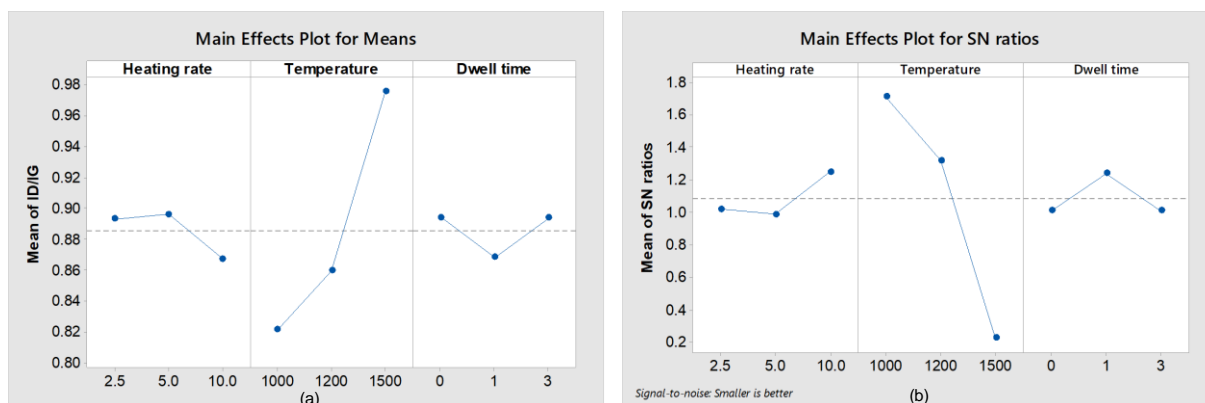 Main Effects Plot for Means
Heating rate Temperature Dwell time
Mean of ID/IG
0.98
0.96
0.94
0.92
0.90
0.88
0.86
0.84
0.82
0.80
2.5 5.0 10.0 1000 1200 1500 0 1 3
(a)
Main Effects Plot for SN ratios
Heating rate Temperature Dwell time
Mean of SN ratios
1.8
1.6
1.4
1.2
1.0
0.8
0.6
0.4
0.2
2.5 5.0 10.0 1000 1200 1500 0 1 3
Signal-to-noise: Smaller is better
(b)